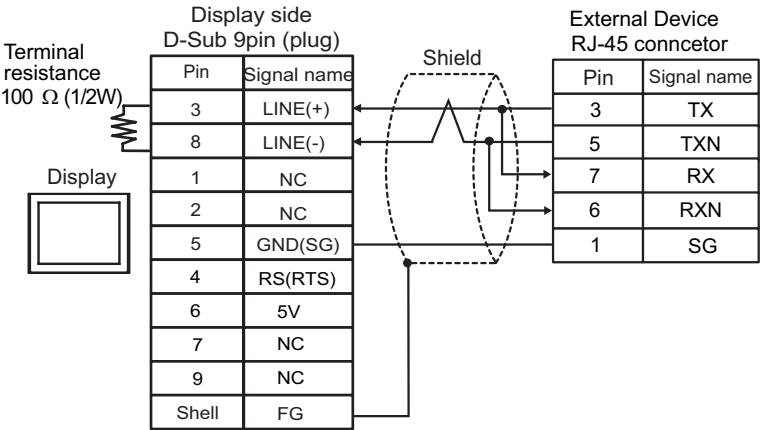 Display side
D-Sub 9pin (plug)
External Device
RJ-45 conncetor
Terminal
resistance
100 Ω (1/2W)
Shield
Display
Pin Signal name
3 LINE(+)
8 LINE(-)
1 NC
2 NC
5 GND(SG)
4 RS(RTS)
6 5V
7 NC
9 NC
Shell FG
Pin Signal name
3 TX
5 TXN
7 RX
6 RXN
1 SG